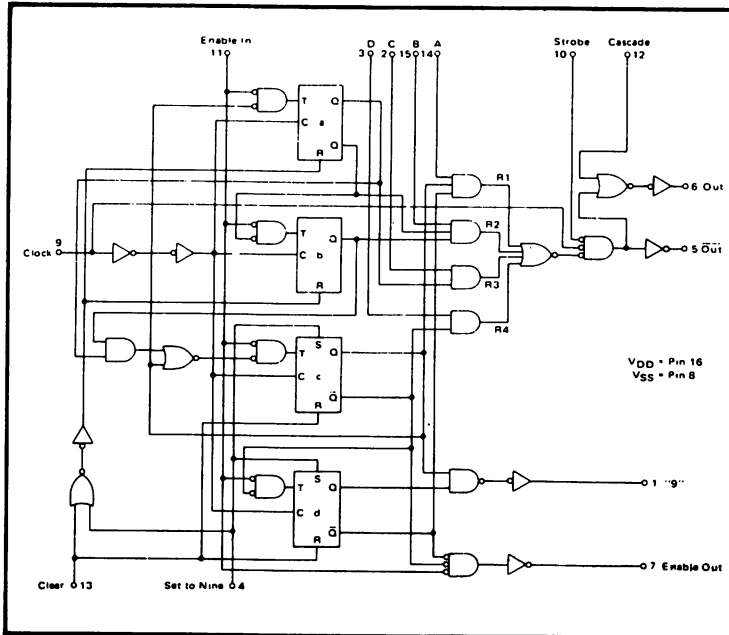 Enable In
11
D
3
C
2
B
15
A
14
Strobe
10
Cascade
12
T Q
C a
Q
R
R1
6 Out
T Q
R2
Clock
9
C b
5 O̅u̅t̅
R
R3
S
R4
T Q
VDD = Pin 16
VSS = Pin 8
C c
Q̅
R
S
T Q
1 "9"
C d
Q̅
R
7 Enable Out
Clear 13
Set to Nine 4